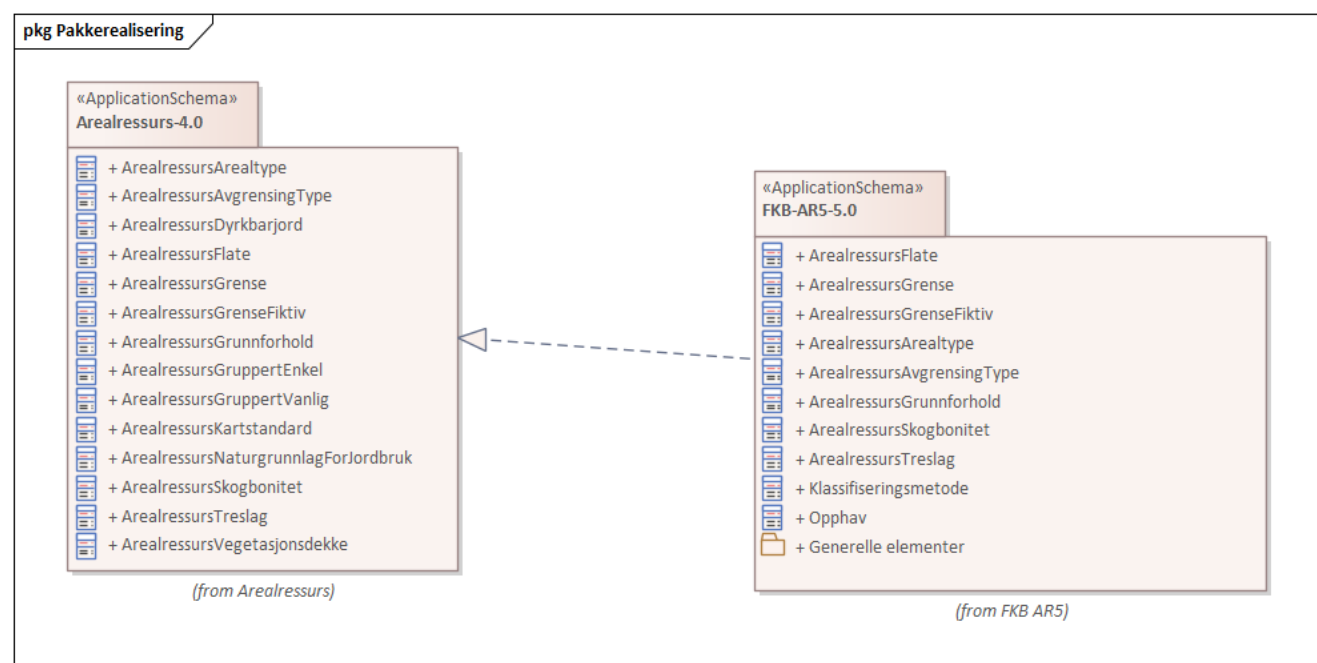 pkg Pakkerealisering
«ApplicationSchema»
Arealressurs-4.0
+ ArealressursArealtype
+ ArealressursAvgrensingType
+ ArealressursDyrkbarjord
+ ArealressursFlate
+ ArealressursGrense
+ ArealressursGrenseFiktiv
+ ArealressursGrunnforhold
+ ArealressursGruppertEnkel
+ ArealressursGruppertVanlig
+ ArealressursKartstandard
+ ArealressursNaturgrunnlagForJordbruk
+ ArealressursSkogbonitet
+ ArealressursTreslag
+ ArealressursVegetasjonsdekke
(from Arealressurs)
«ApplicationSchema»
FKB-AR5-5.0
+ ArealressursFlate
+ ArealressursGrense
+ ArealressursGrenseFiktiv
+ ArealressursArealtype
+ ArealressursAvgrensingType
+ ArealressursGrunnforhold
+ ArealressursSkogbonitet
+ ArealressursTreslag
+ Klassifiseringsmetode
+ Opphav
+ Generelle elementer
(from FKB AR5)